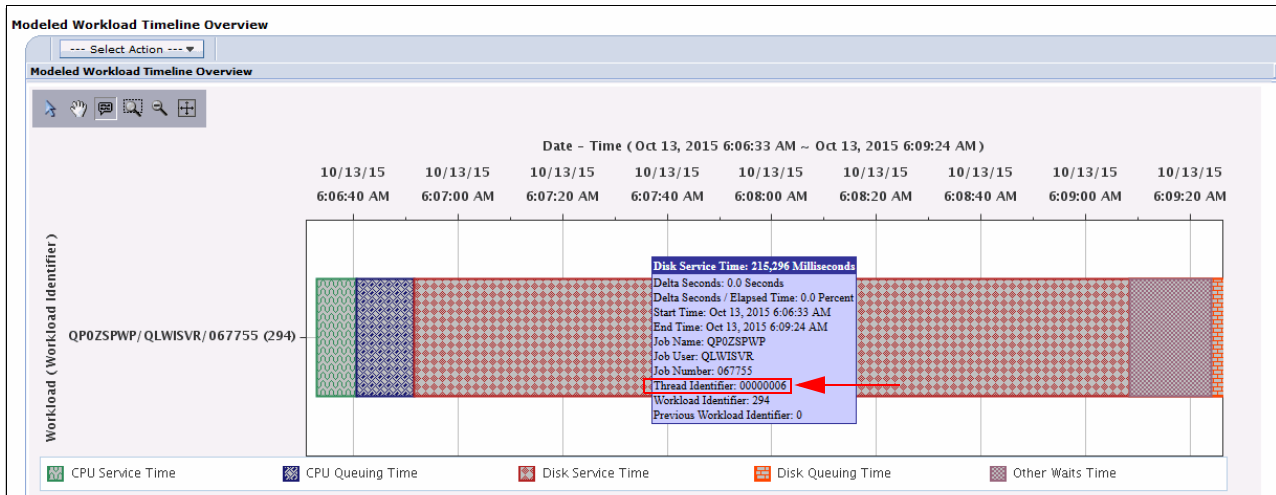 Modeled Workload Timeline Overview
--- Select Action ---
Modeled Workload Timeline Overview
Date - Time ( Oct 13, 2015 6:06:33 AM ~ Oct 13, 2015 6:09:24 AM )
10/13/15 10/13/15 10/13/15 10/13/15 10/13/15 10/13/15 10/13/15 10/13/15 10/13/15
6:06:40 AM 6:07:00 AM 6:07:20 AM 6:07:40 AM 6:08:00 AM 6:08:20 AM 6:08:40 AM 6:09:00 AM 6:09:20 AM
Workload ( Workload Identifier )
QP0ZSPWP/QLWISVR/067755 (294)
Disk Service Time: 215,296 Milliseconds
Delta Seconds: 0.0 Seconds
Delta Seconds / Elapsed Time: 0.0 Percent
Start Time: Oct 13, 2015 6:06:33 AM
End Time: Oct 13, 2015 6:09:24 AM
Job Name: QP0ZSPWP
Job User: QLWISVR
Job Number: 067755
Thread Identifier: 00000006
Workload Identifier: 294
Previous Workload Identifier: 0
CPU Service Time CPU Queuing Time Disk Service Time Disk Queuing Time Other Waits Time